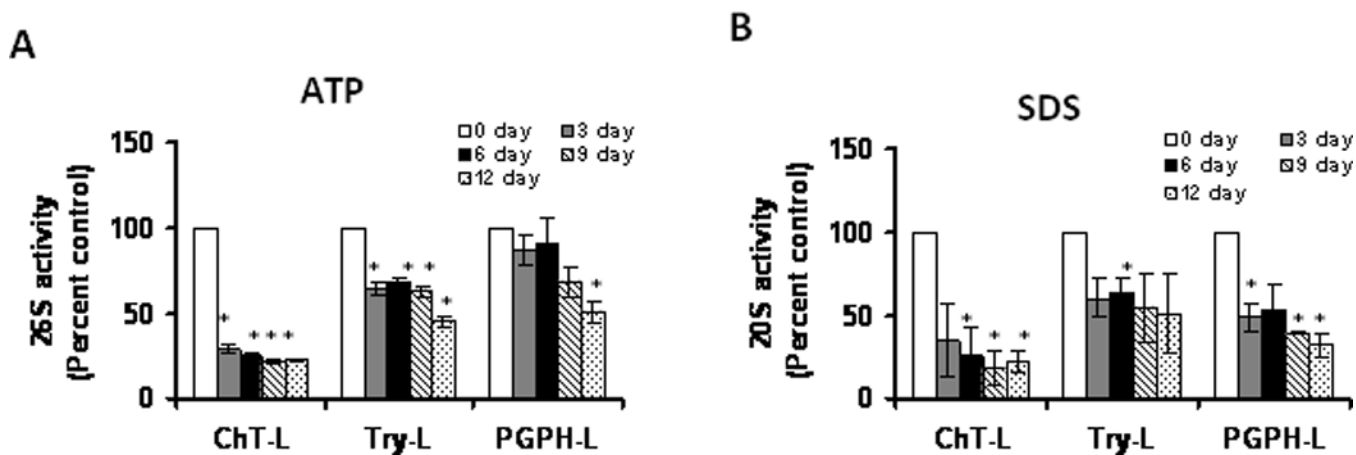 A
ATP
0 day 3 day
6 day 9 day
12 day
26S activity
(Percent control)
150
100
50
0
* * * *
* * * *
*
ChT-L Try-L PGPH-L
B
SDS
0 day 3 day
6 day 9 day
12 day
20S activity
(Percent control)
150
100
50
0
* * *
*
* * *
ChT-L Try-L PGPH-L